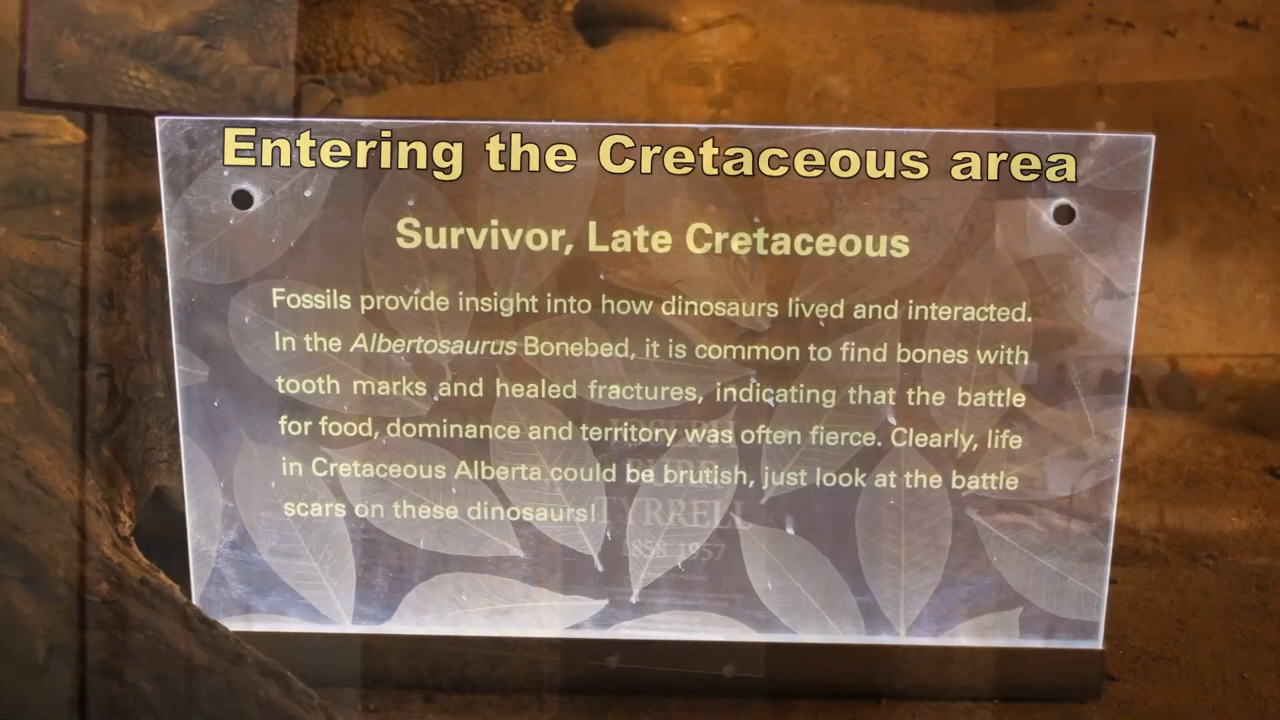 Entering the Cretaceous area
Survivor, Late Cretaceous
Fossils provide insight into how dinosaurs lived and interacted.
In the Albertosaurus Bonebed, it is common to find bones with
tooth marks and healed fractures, indicating that the battle
for food, dominance and territory was often fierce. Clearly, life
in Cretaceous Alberta could be brutish, just look at the battle
scars on these dinosaurs!
TYRRELL
1858 1957